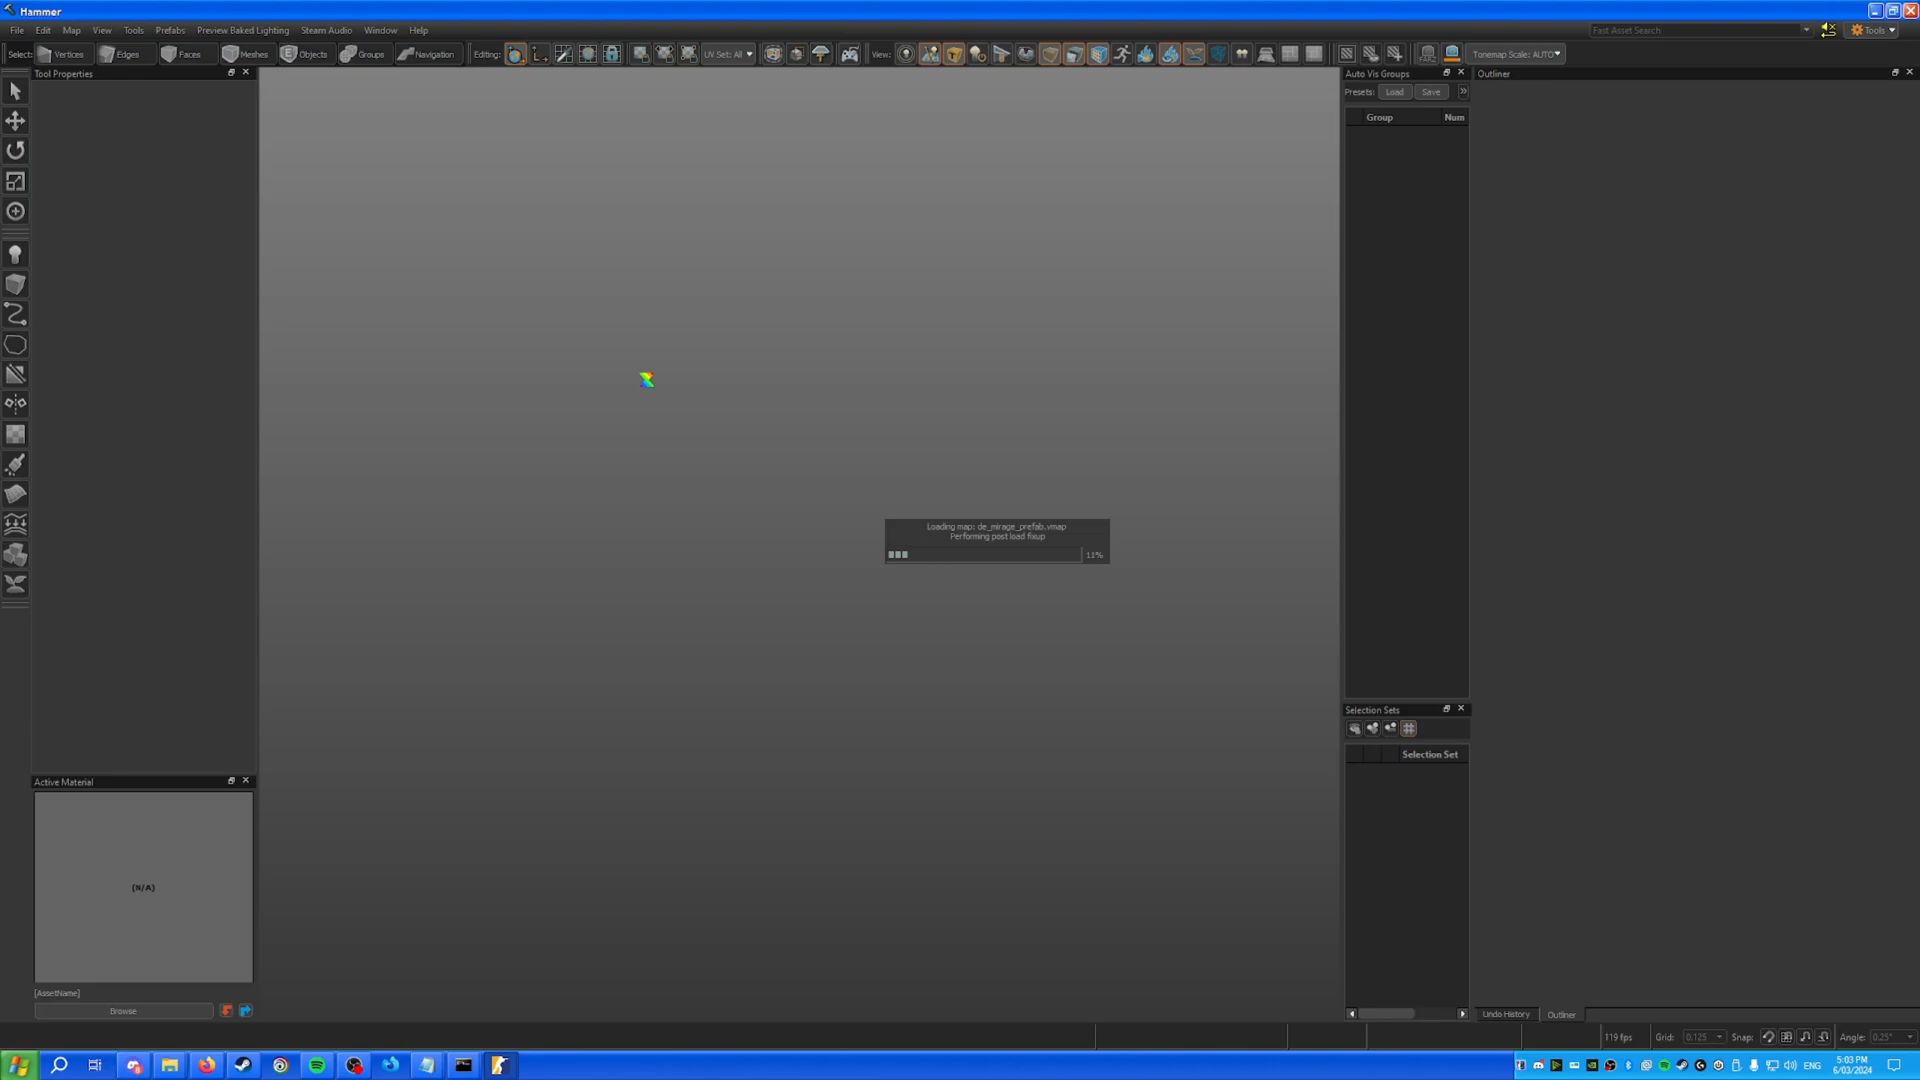 Hammer
File Edit Map View Tools Prefabs Preview Baked Lighting Steam Audio Window Help
Fast Asset Search
Tools
Select: Vertices Edges Faces Meshes Objects Groups Navigation Editing: UV Set: All View: Tonemap Scale: AUTO
Tool Properties
Auto Vis Groups
Outliner
Presets: Load Save
Group Num
Loading map: de_mirage_prefab.vmap
Performing post load fixup
11%
Selection Sets
Selection Set
Active Material
(N/A)
[AssetName]
Browse
Undo History Outliner
119 fps Grid: 0.125 Snap: Angle: 0.25°
ENG
5:03 PM
6/03/2024